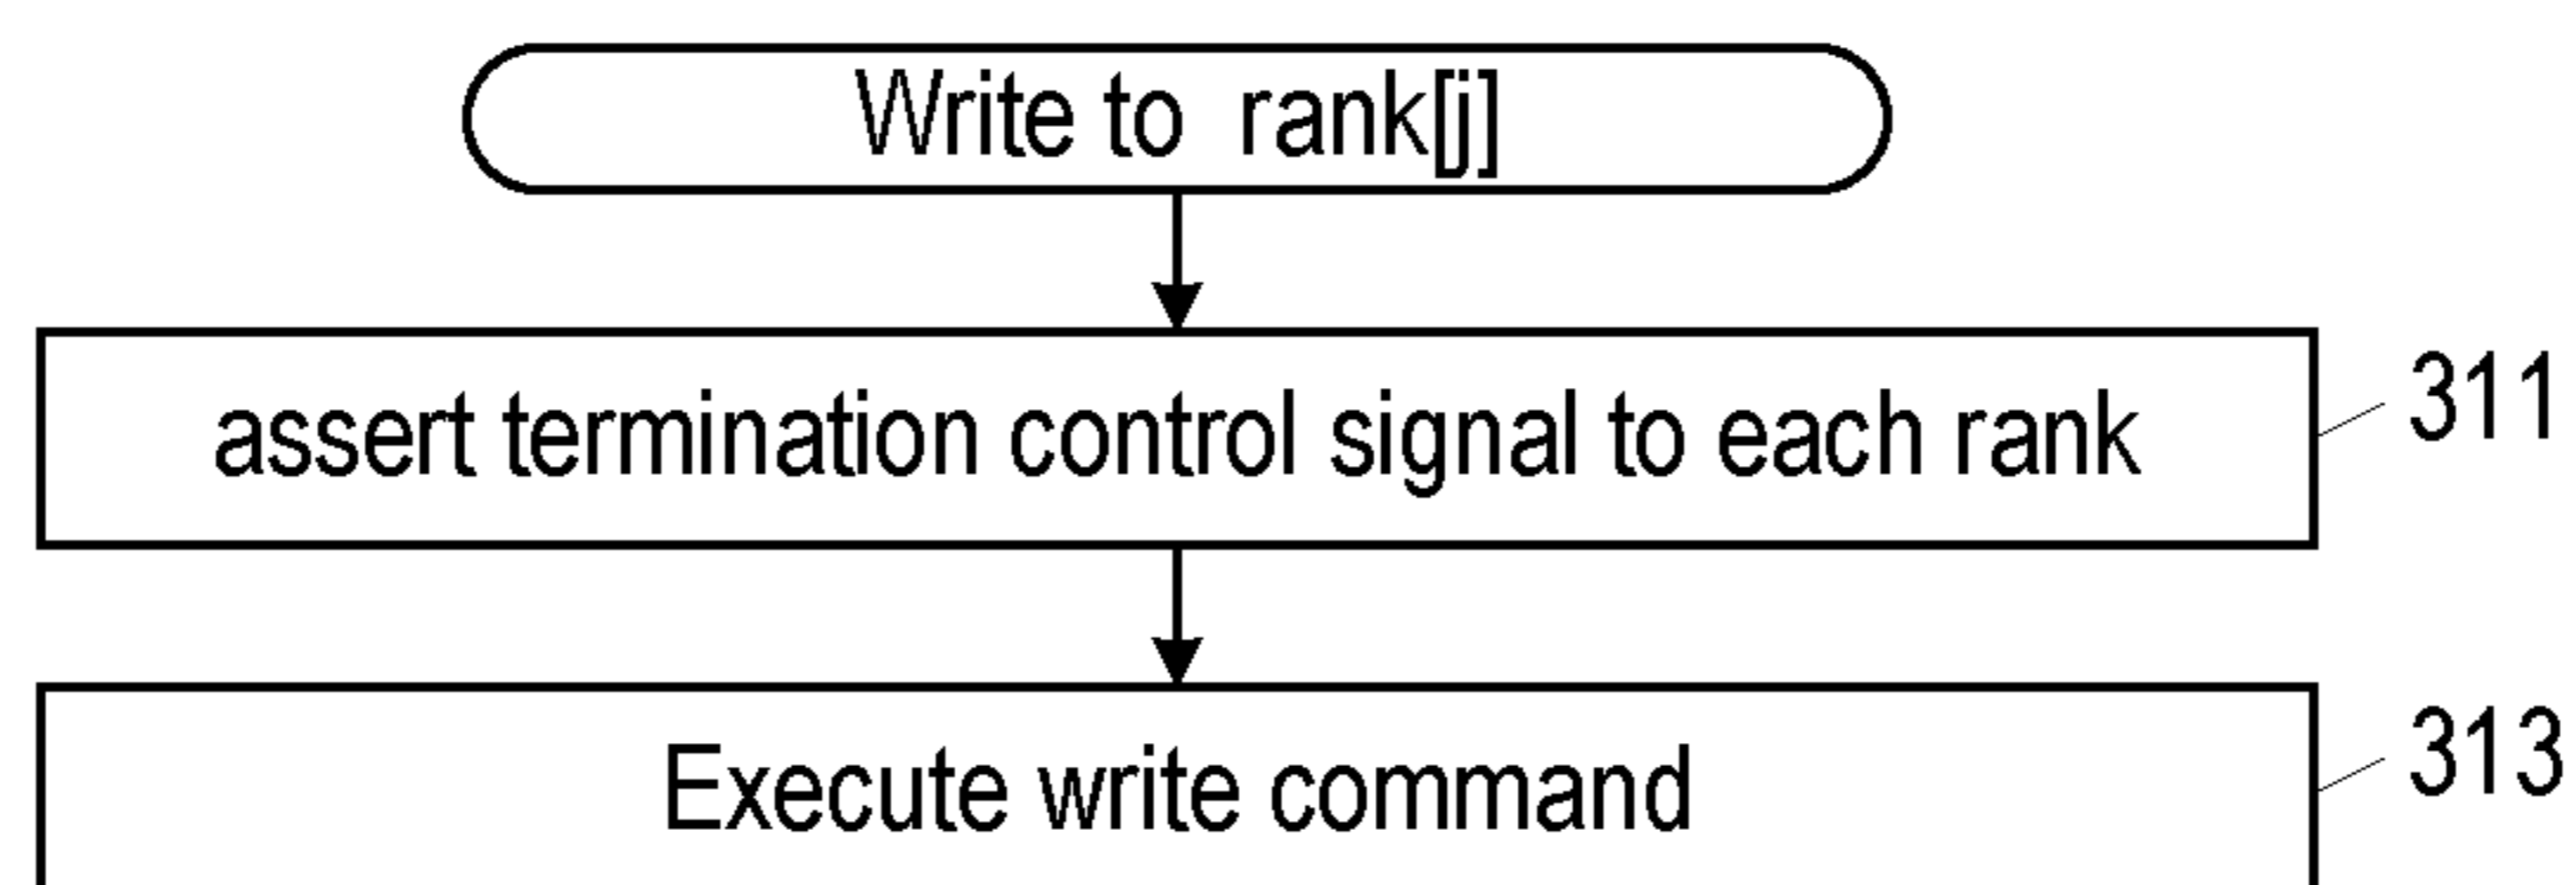 Write to rank[j]
assert termination control signal to each rank
311
Execute write command
313